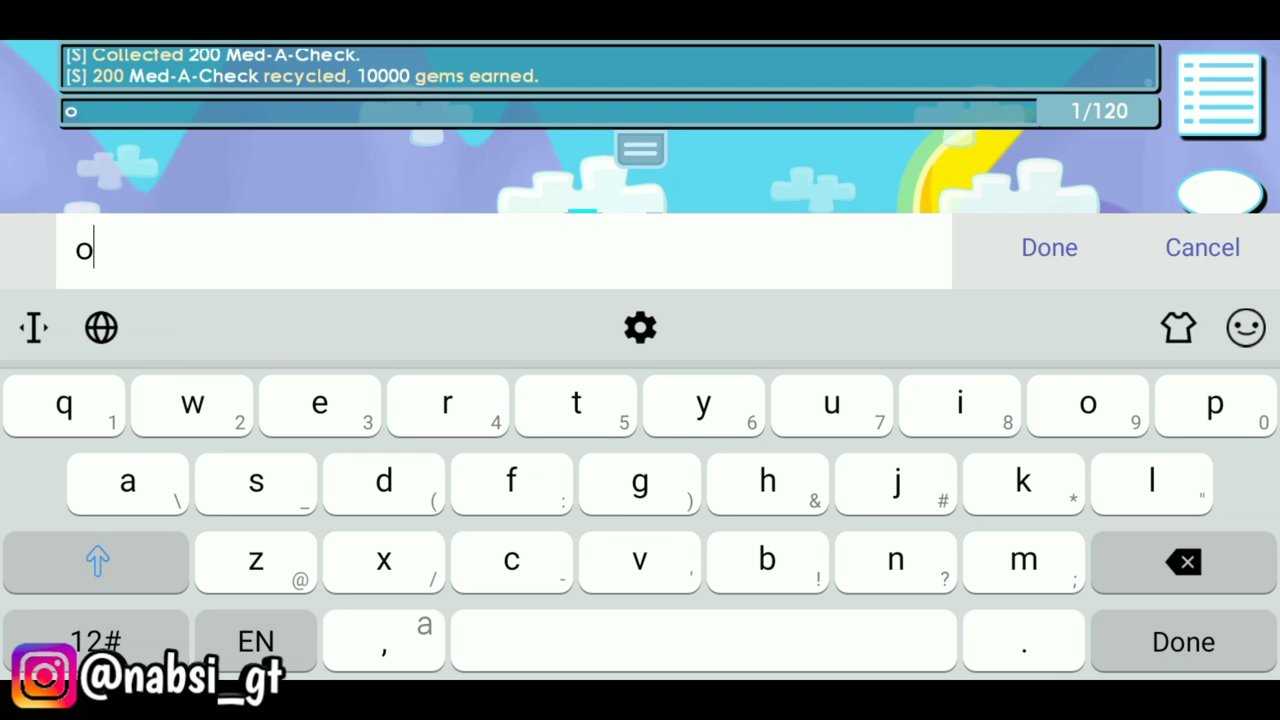 [S] Collected 200 Med-A-Check.
[S] 200 Med-A-Check recycled, 10000 gems earned.
o 1/120
o Done Cancel
q 1 w 2 e 3 r 4 t 5 y 6 u 7 i 8 o 9 p 0
a \ s _ d ( f : g ) h & j # k * l "
z @ x / c - v ' b ! n ? m ;
12# EN , a . Done
@nabsi_gt